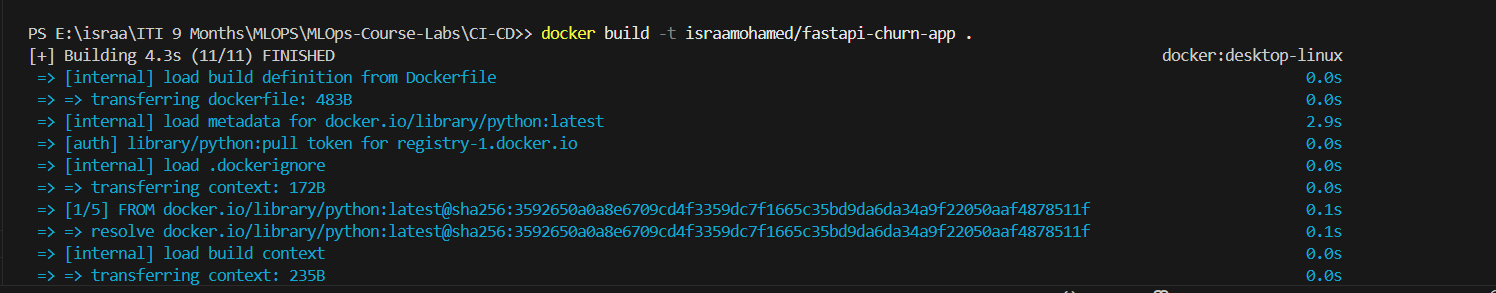 PS E:\israa\ITI 9 Months\MLOPS\MLOps-Course-Labs\CI-CD>> docker build -t israamohamed/fastapi-churn-app .
[+] Building 4.3s (11/11) FINISHED docker:desktop-linux
=> [internal] load build definition from Dockerfile 0.0s
=> => transferring dockerfile: 483B 0.0s
=> [internal] load metadata for docker.io/library/python:latest 2.9s
=> [auth] library/python:pull token for registry-1.docker.io 0.0s
=> [internal] load .dockerignore 0.0s
=> => transferring context: 172B 0.0s
=> [1/5] FROM docker.io/library/python:latest@sha256:3592650a0a8e6709cd4f3359dc7f1665c35bd9da6da34a9f22050aaf4878511f 0.1s
=> => resolve docker.io/library/python:latest@sha256:3592650a0a8e6709cd4f3359dc7f1665c35bd9da6da34a9f22050aaf4878511f 0.1s
=> [internal] load build context 0.0s
=> => transferring context: 235B 0.0s